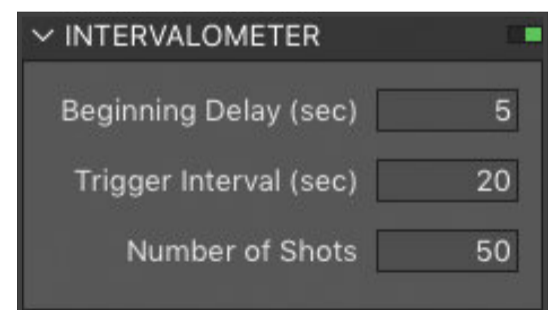 INTERVALOMETER
Beginning Delay (sec) 5
Trigger Interval (sec) 20
Number of Shots 50